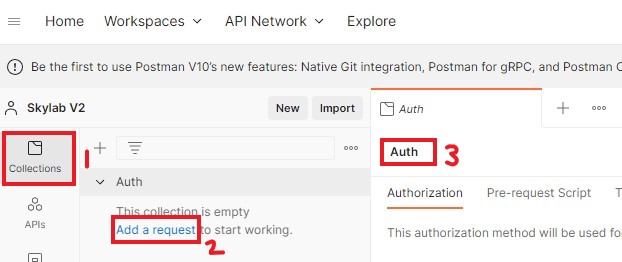 Home Workspaces API Network Explore
Be the first to use Postman V10's new features: Native Git integration, Postman for gRPC, and Postman C
Skylab V2 New Import
Auth
Collections
1
Auth
Auth 3
Authorization Pre-request Script T
This collection is empty
Add a request to start working.
2
APIs
This authorization method will be used fo